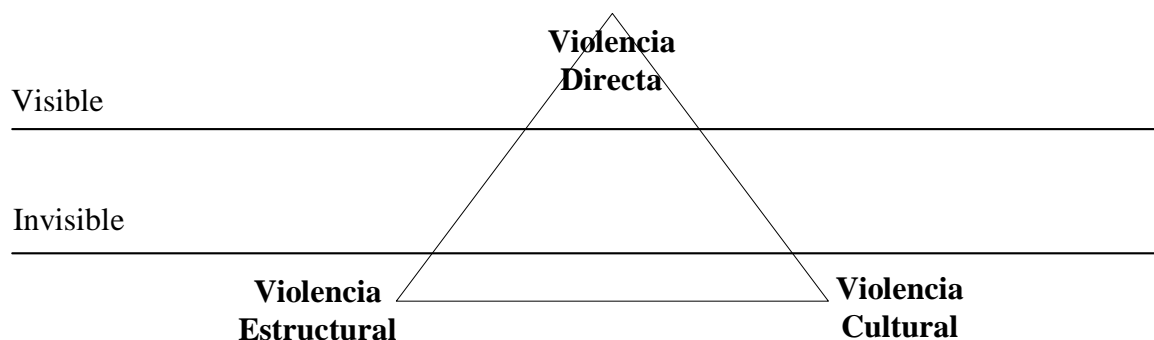 Violencia
Directa
Visible
Invisible
Violencia
Estructural
Violencia
Cultural